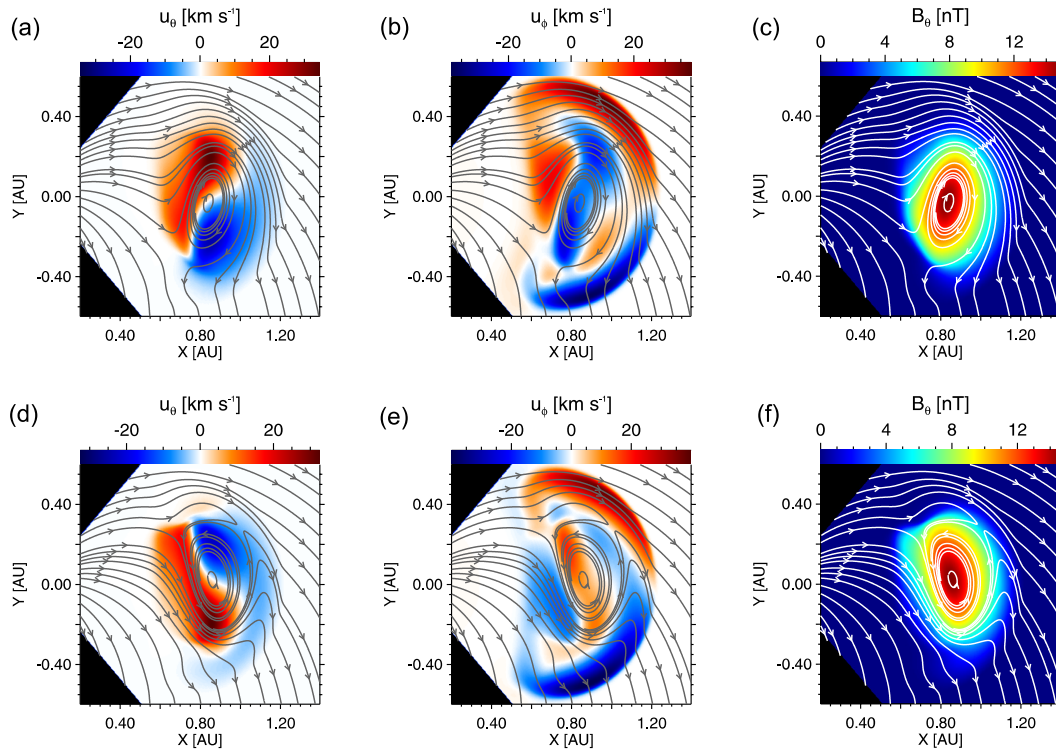 (a) u_θ [km s⁻¹] (b) u_ϕ [km s⁻¹] (c) B_θ [nT]
-20 0 20 -20 0 20 0 4 8 12
0.40 0.40 0.40
Y [AU] Y [AU] Y [AU]
0.00 0.00 0.00
-0.40 -0.40 -0.40
0.40 0.80 1.20 0.40 0.80 1.20 0.40 0.80 1.20
X [AU] X [AU] X [AU]
(d) u_θ [km s⁻¹] (e) u_ϕ [km s⁻¹] (f) B_θ [nT]
-20 0 20 -20 0 20 0 4 8 12
0.40 0.40 0.40
Y [AU] Y [AU] Y [AU]
0.00 0.00 0.00
-0.40 -0.40 -0.40
0.40 0.80 1.20 0.40 0.80 1.20 0.40 0.80 1.20
X [AU] X [AU] X [AU]